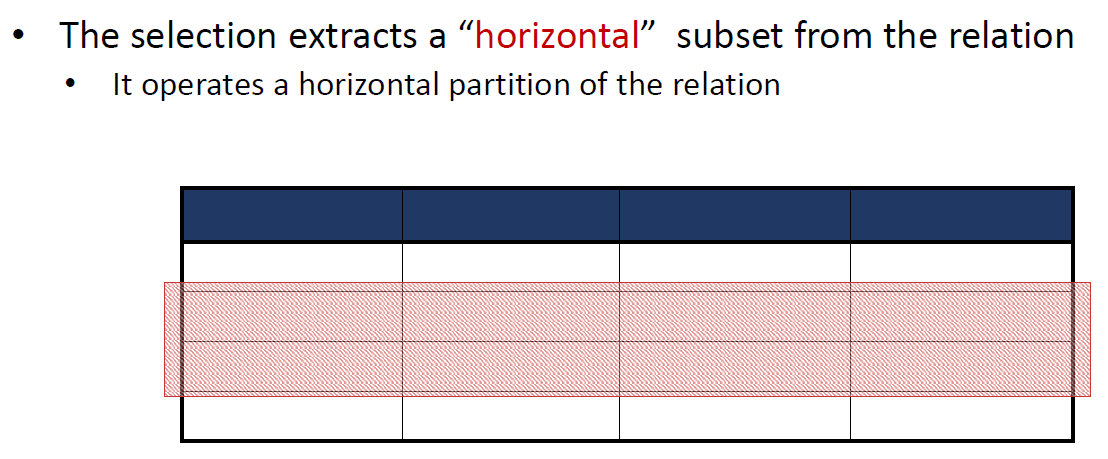 • The selection extracts a “horizontal” subset from the relation
• It operates a horizontal partition of the relation